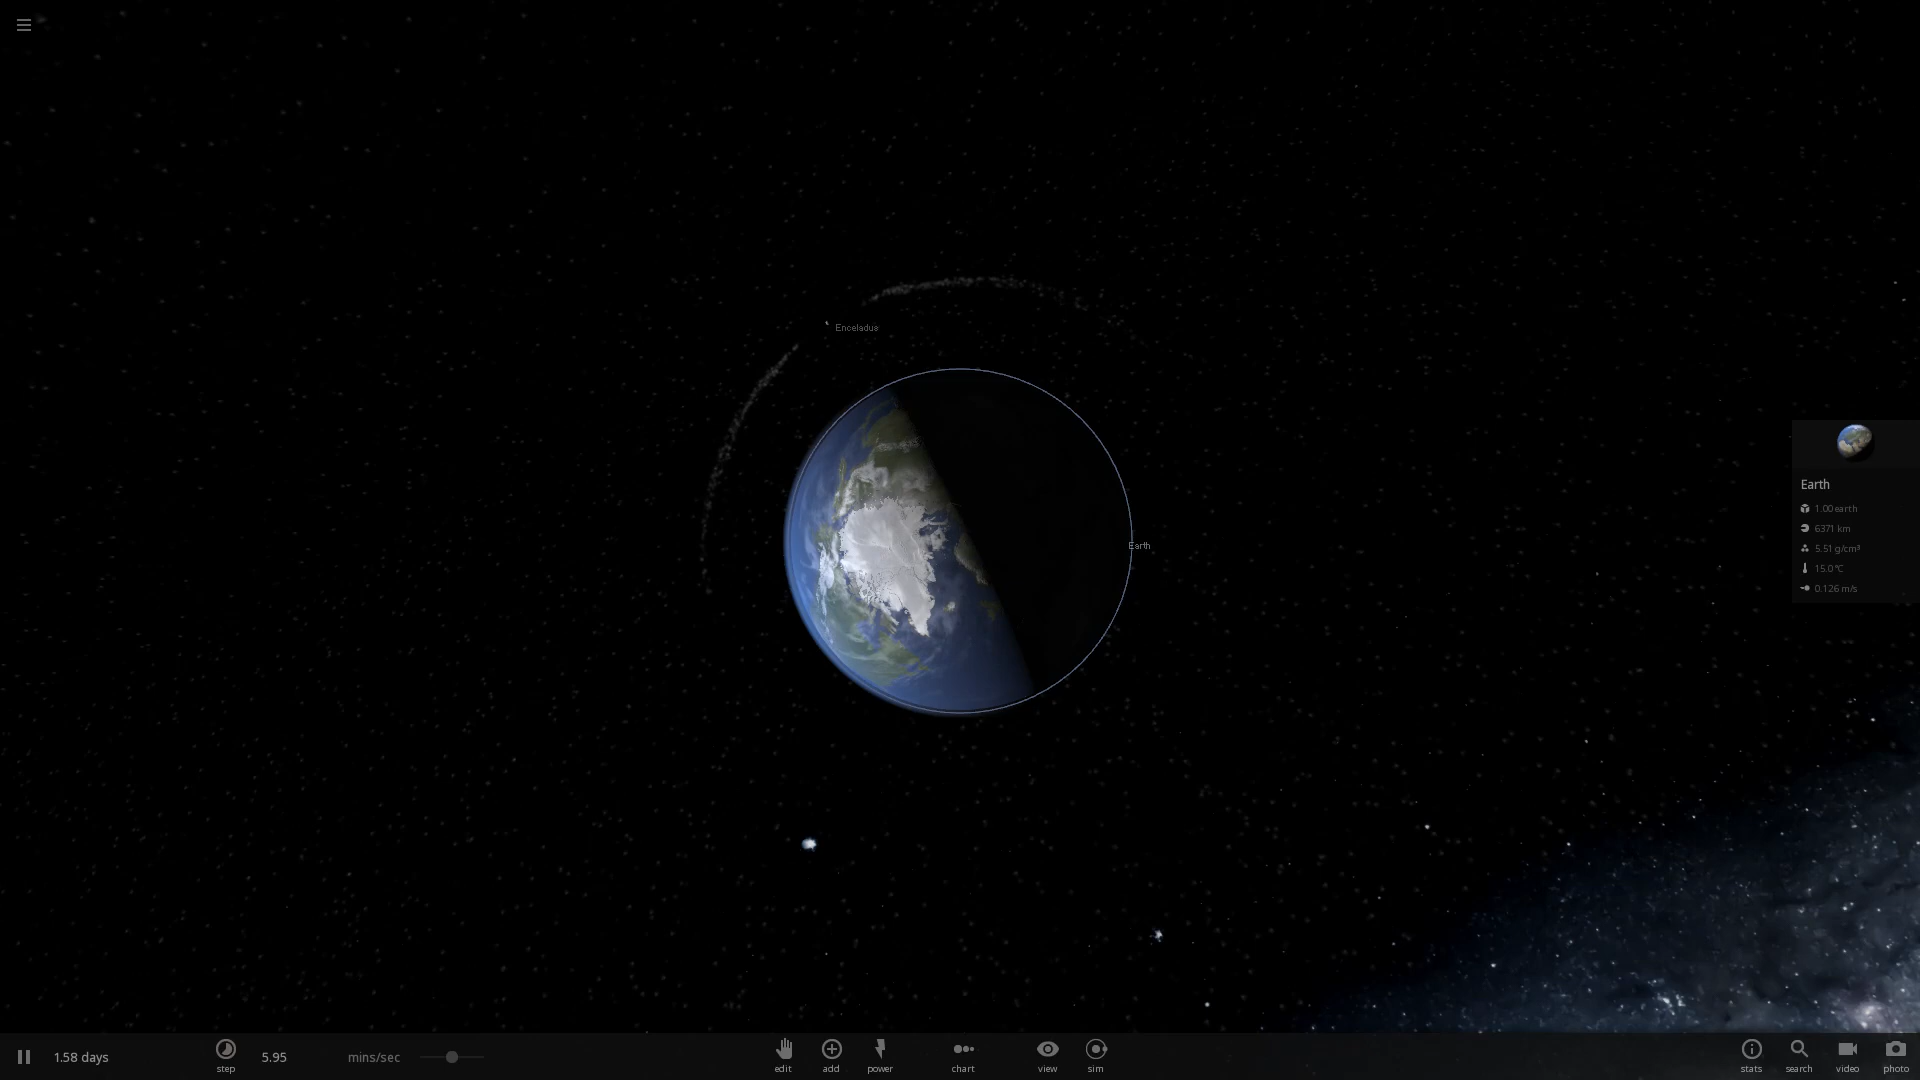 Enceladus
Earth
Earth
1.00 earth
6371 km
5.51 g/cm³
15.0 °C
0.126 m/s
1.58 days
step
5.95
mins/sec
edit
add
power
chart
view
sim
stats
search
video
photo